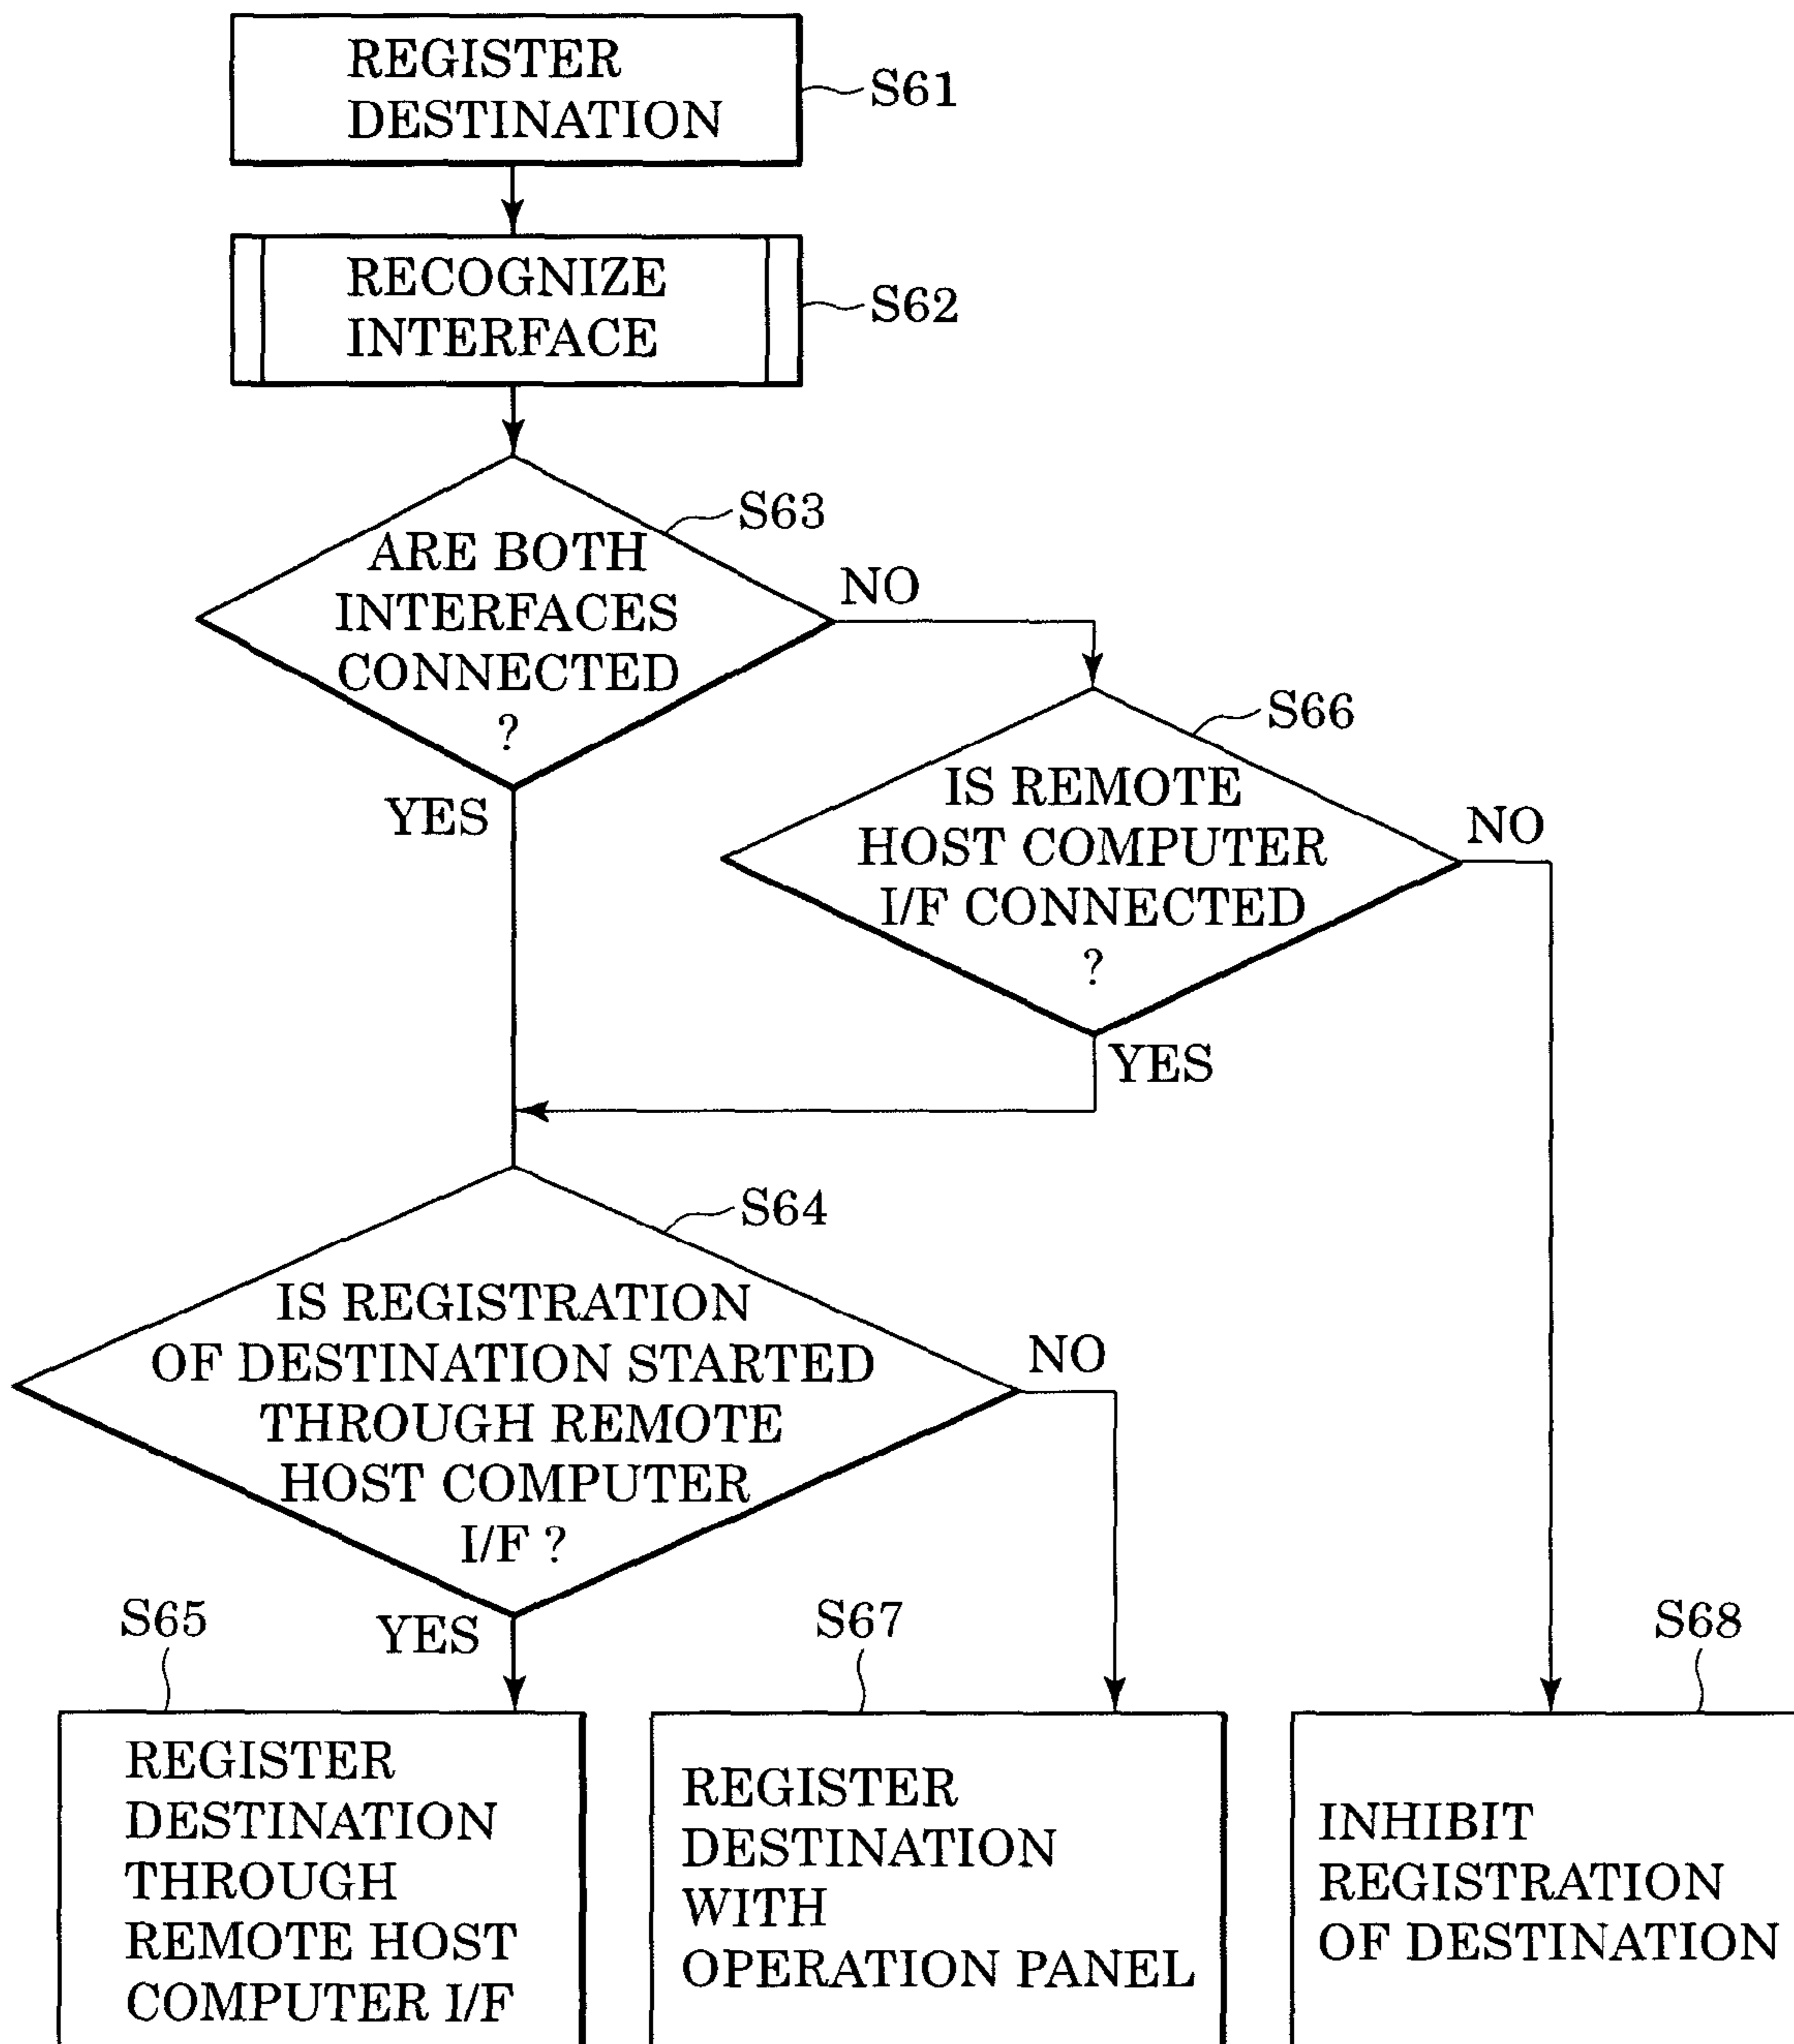 REGISTER
DESTINATION
S61
RECOGNIZE
INTERFACE
S62
S63
ARE BOTH
INTERFACES
CONNECTED
?
NO
YES
S66
IS REMOTE
HOST COMPUTER
I/F CONNECTED
?
NO
YES
S64
IS REGISTRATION
OF DESTINATION STARTED
THROUGH REMOTE
HOST COMPUTER
I/F ?
NO
YES
S65
REGISTER
DESTINATION
THROUGH
REMOTE HOST
COMPUTER I/F
S67
REGISTER
DESTINATION
WITH
OPERATION PANEL
S68
INHIBIT
REGISTRATION
OF DESTINATION